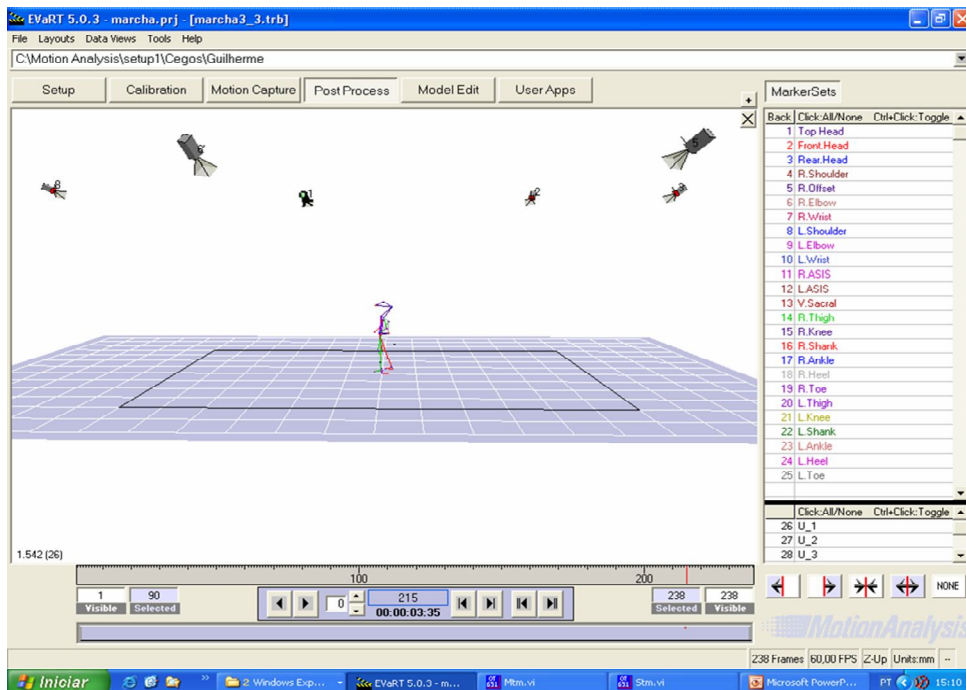 EVaRT 5.0.3 - marcha.prj - [marcha3_3.trb]
File Layouts Data Views Tools Help
C:\Motion Analysis\setup1\Cegos\Guilherme
Setup Calibration Motion Capture Post Process Model Edit User Apps
MarkerSets
Back Click:All/None Ctrl+Click:Toggle
1 Top.Head
2 Front.Head
3 Rear.Head
4 R.Shoulder
5 R.Offset
6 R.Elbow
7 R.Wrist
8 L.Shoulder
9 L.Elbow
10 L.Wrist
11 R.ASIS
12 L.ASIS
13 V.Sacral
14 R.Thigh
15 R.Knee
16 R.Shank
17 R.Ankle
18 R.Heel
19 R.Toe
20 L.Thigh
21 L.Knee
22 L.Shank
23 L.Ankle
24 L.Heel
25 L.Toe
Click:All/None Ctrl+Click:Toggle
26 U_1
27 U_2
28 U_3
6 5
8 1 2 3
1.542 (26)
100 200
1 90 0 215 238 238
Visible Selected 00:00:03:35 Selected Visible
NONE
MotionAnalysis
238 Frames 60,00 FPS Z-Up Units:mm --
Iniciar 2 Windows Exp... EVaRT 5.0.3 - m... Mtm.vi Stm.vi Microsoft PowerP... PT 15:10